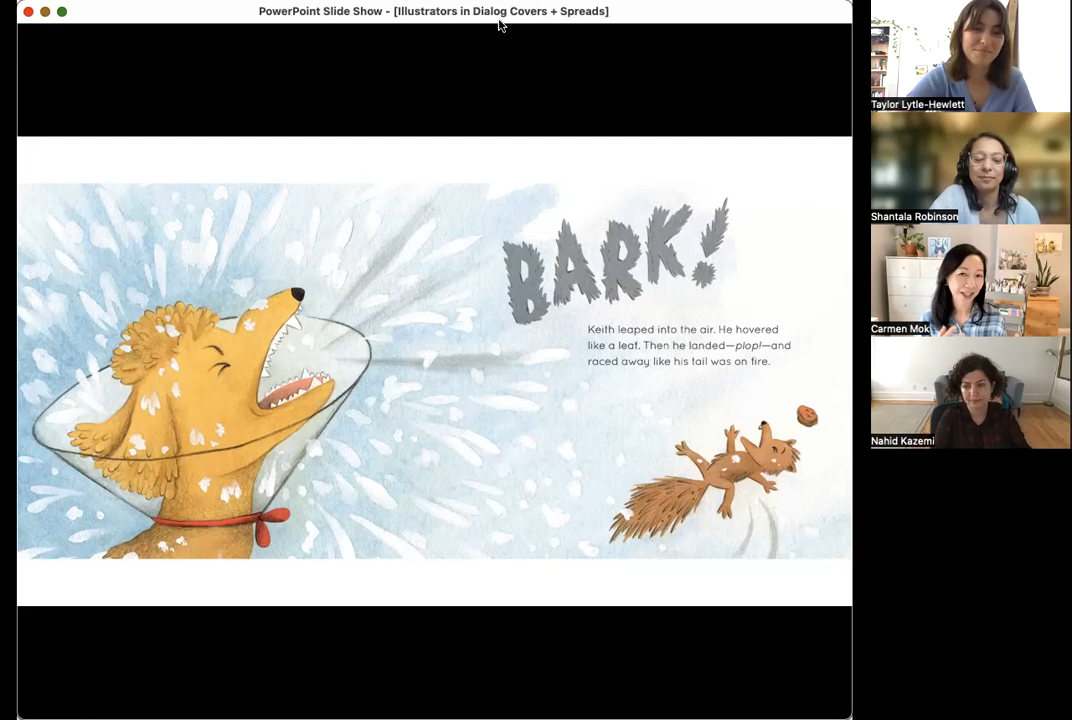 PowerPoint Slide Show - [Illustrators in Dialog Covers + Spreads]
BARK!
Keith leaped into the air. He hovered
like a leaf. Then he landed—plop!—and
raced away like his tail was on fire.
Taylor Lytle-Hewlett
Shantala Robinson
Carmen Mok
Nahid Kazemi